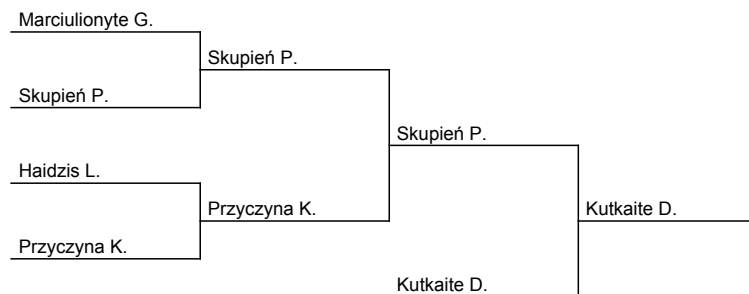 Marciulionyte G.
Skupień P.
Skupień P.
Skupień P.
Haidzis L.
Przyczyna K.
Kutkaite D.
Przyczyna K.
Kutkaite D.